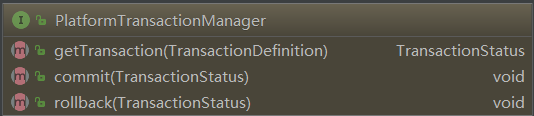 I PlatformTransactionManager
m getTransaction(TransactionDefinition) TransactionStatus
m commit(TransactionStatus) void
m rollback(TransactionStatus) void